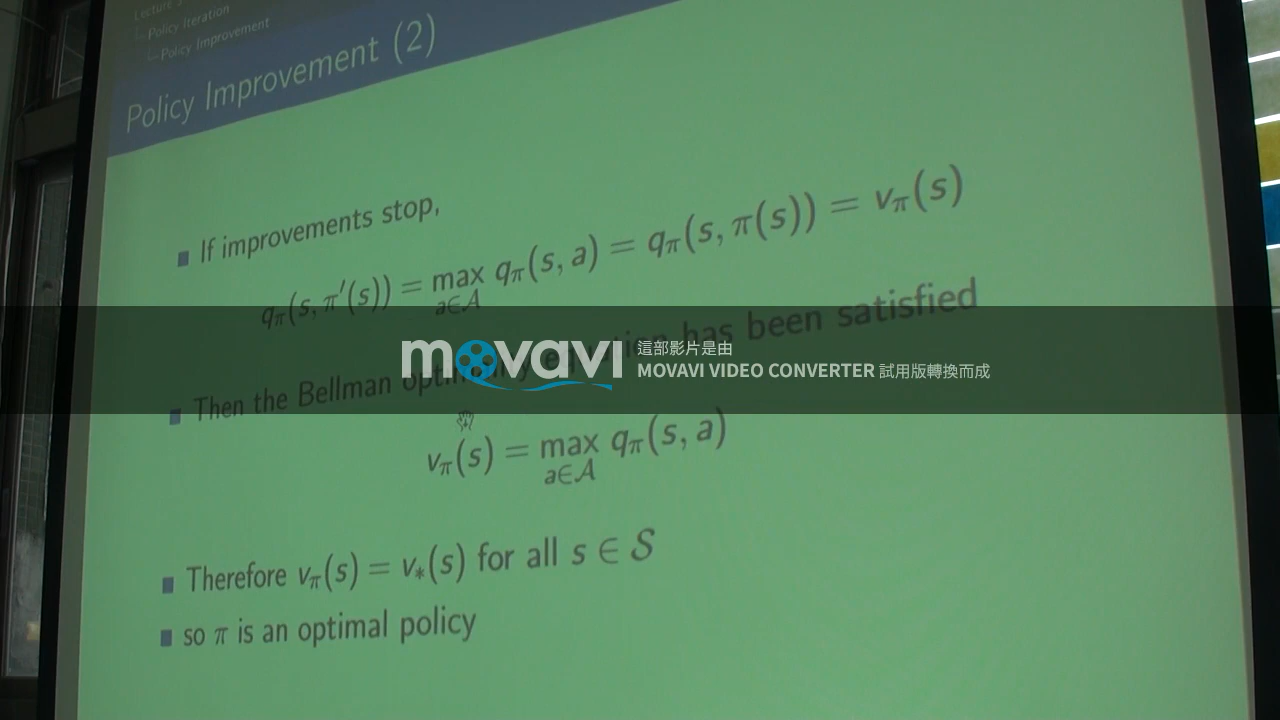 Lecture
Policy Iteration
Policy Improvement
Policy Improvement (2)
If improvements stop,
qπ(s, π′(s)) = max a∈A qπ(s, a) = qπ(s, π(s)) = vπ(s)
Then the Bellman optimality equation has been satisfied
movavi
這部影片是由
MOVAVI VIDEO CONVERTER 試用版轉換而成
vπ(s) = max a∈A qπ(s, a)
Therefore vπ(s) = v*(s) for all s ∈ S
so π is an optimal policy